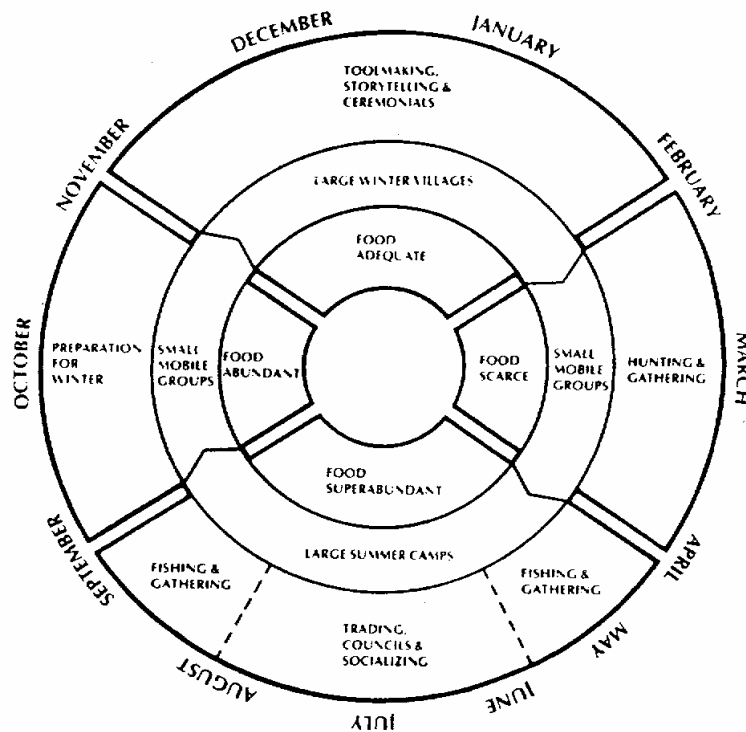 DECEMBER
JANUARY
TOOLMAKING,
STORYTELLING &
CEREMONIALS
NOVEMBER
FEBRUARY
LARGE WINTER VILLAGES
FOOD
ADEQUATE
OCTOBER
PREPARATION
FOR
WINTER
SMALL
MOBILE
GROUPS
FOOD
ABUNDANT
FOOD
SCARCE
SMALL
MOBILE
GROUPS
HUNTING &
GATHERING
MARCH
FOOD
SUPERABUNDANT
LARGE SUMMER CAMPS
SEPTEMBER
FISHING &
GATHERING
FISHING &
GATHERING
APRIL
TRADING,
COUNCILS &
SOCIALIZING
MAY
AUGUST
JUNE
JULY